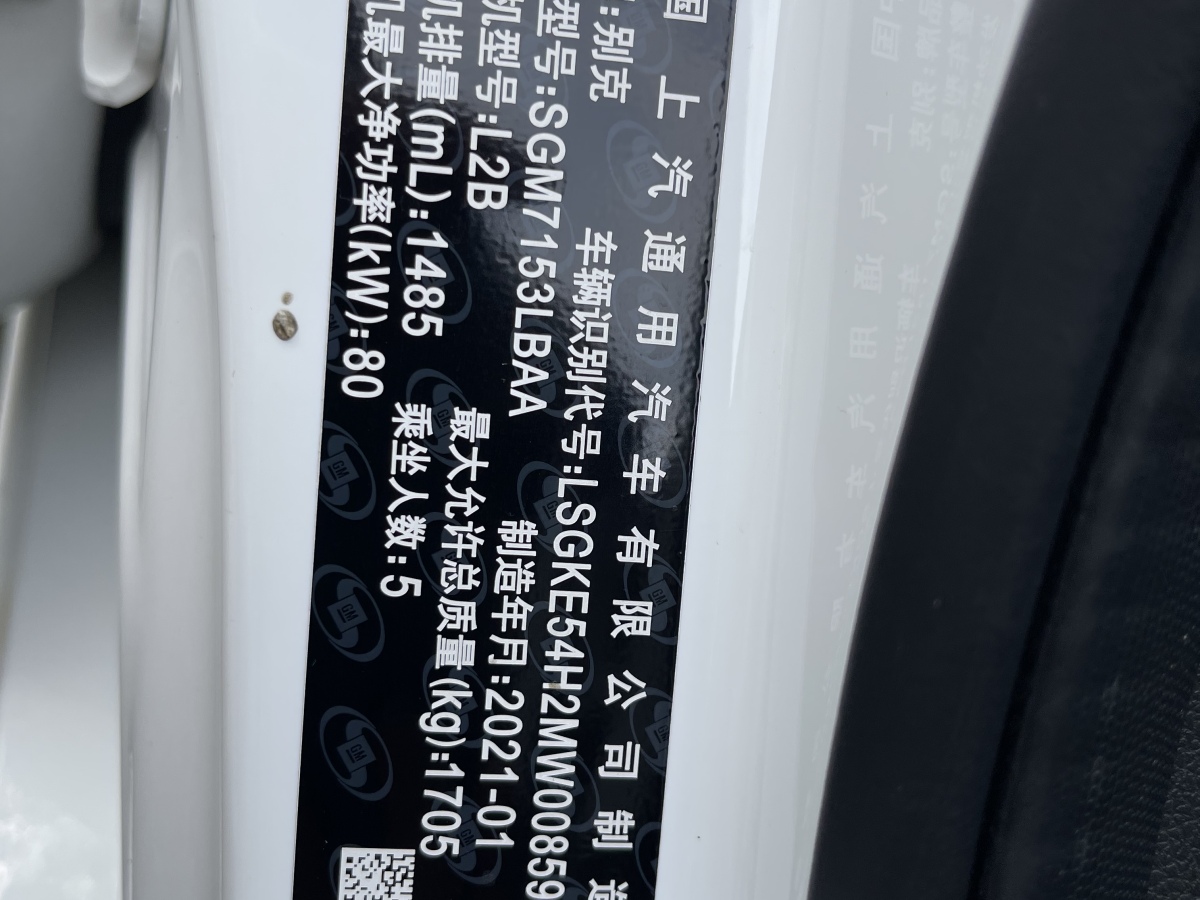 国上汽通用汽车有限公司制造
:别克
车辆识别代号:LSGKE54H2MW00859
型号:SGM7153LBAA
制造年月:2021-01
机型号:L2B
最大允许总质量(kg):1705
机排量(mL):1485
乘坐人数:5
机最大净功率(kW):80